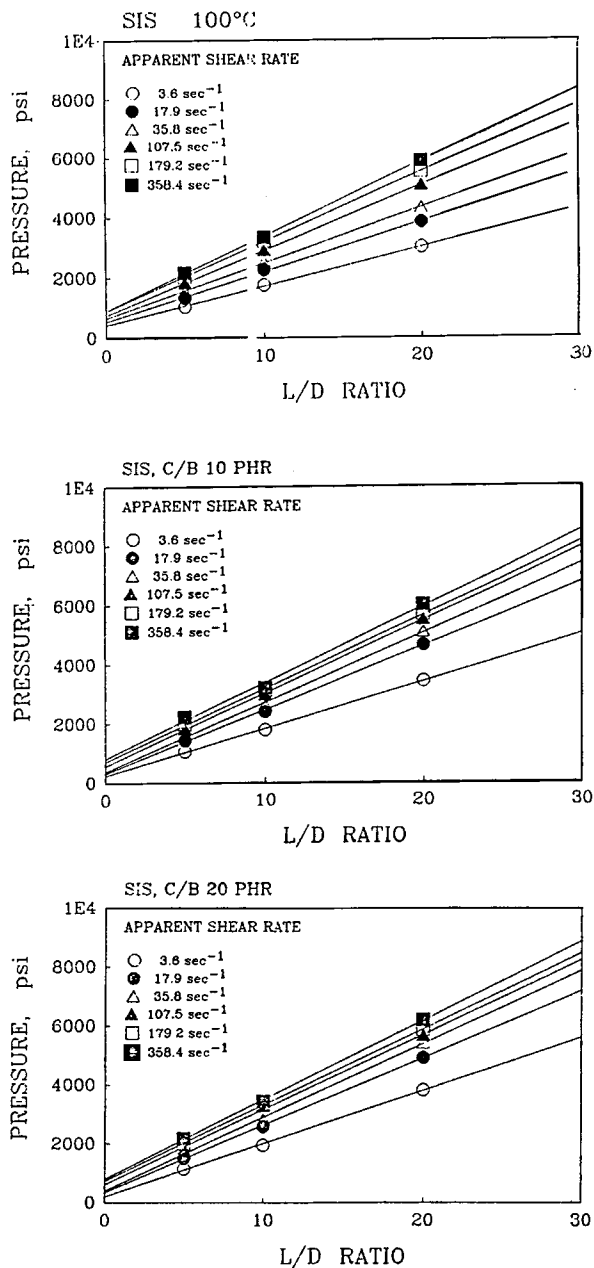 SIS 100°C
1E4
8000
6000
4000
2000
0
PRESSURE, psi
APPARENT SHEAR RATE
3.6 sec⁻¹
17.9 sec⁻¹
35.8 sec⁻¹
107.5 sec⁻¹
179.2 sec⁻¹
358.4 sec⁻¹
0 10 20 30
L/D RATIO
SIS, C/B 10 PHR
1E4
8000
6000
4000
2000
0
PRESSURE, psi
APPARENT SHEAR RATE
3.6 sec⁻¹
17.9 sec⁻¹
35.8 sec⁻¹
107.5 sec⁻¹
179.2 sec⁻¹
358.4 sec⁻¹
0 10 20 30
L/D RATIO
SIS, C/B 20 PHR
1E4
8000
6000
4000
2000
0
PRESSURE, psi
APPARENT SHEAR RATE
3.6 sec⁻¹
17.9 sec⁻¹
35.8 sec⁻¹
107.5 sec⁻¹
179.2 sec⁻¹
358.4 sec⁻¹
0 10 20 30
L/D RATIO